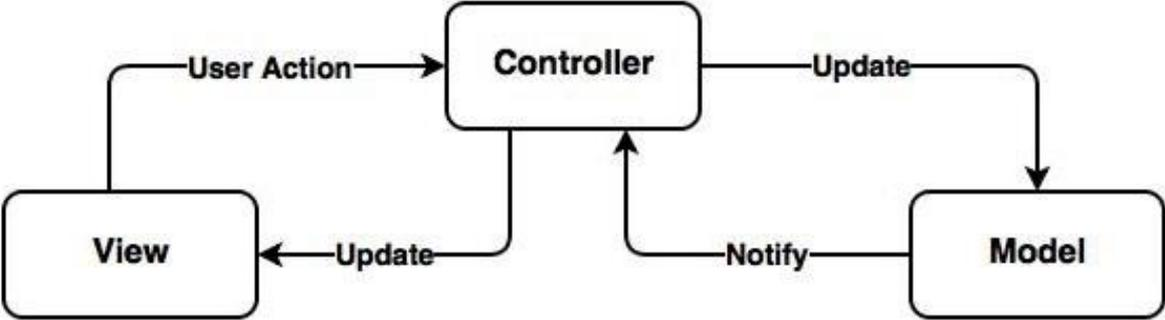 Controller
User Action
Update
View
Update
Notify
Model